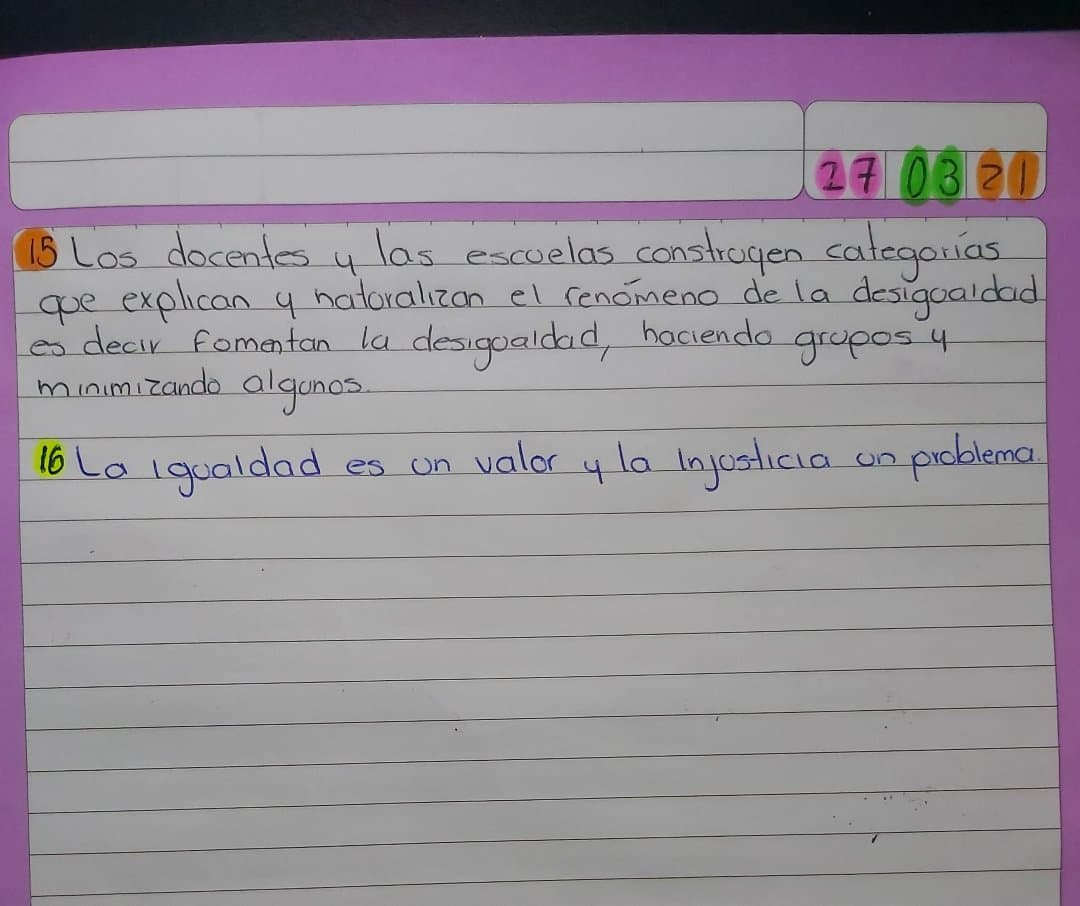 27 03 21
15 Los docentes y las escuelas construyen categorías
que explican y naturalizan el fenómeno de la desigualdad
es decir fomentan la desigualdad, haciendo grupos y
minimizando algunos.
16 La igualdad es un valor y la Injusticia un problema.